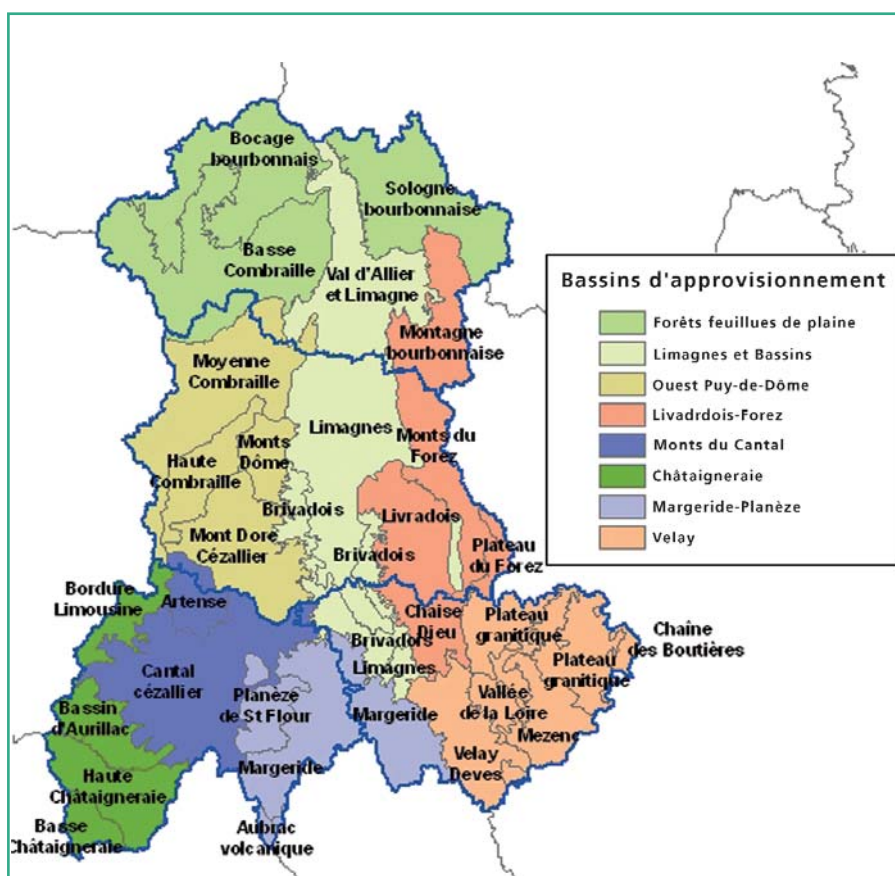 Bocage
bourbonnais
Sologne
bourbonnaise
Basse
Combraille
Val d'Allier
et Limagne
Montagne
bourbonnaise
Moyenne
Combraille
Limagnes
Monts du
Forez
Monts
Dôme
Haute
Combraille
Brivadois
Livradois
Mont Dore
Cézallier
Brivadois
Plateau
du Forez
Bordure
Limousine
Artense
Chaise
Dieu
Plateau
granitique
Chaîne
des Boutières
Brivadois
Limagnes
Plateau
granitique
Cantal
cézallier
Planèze
de St Flour
Vallée
de la Loire
Bassin
d'Aurillac
Margeride
Mezenc
Velay
Deves
Haute
Châtaigneraie
Margeride
Basse
Châtaigneraie
Aubrac
volcanique
Bassins d'approvisionnement
Forêts feuillues de plaine
Limagnes et Bassins
Ouest Puy-de-Dôme
Livadrdois-Forez
Monts du Cantal
Châtaigneraie
Margeride-Planèze
Velay